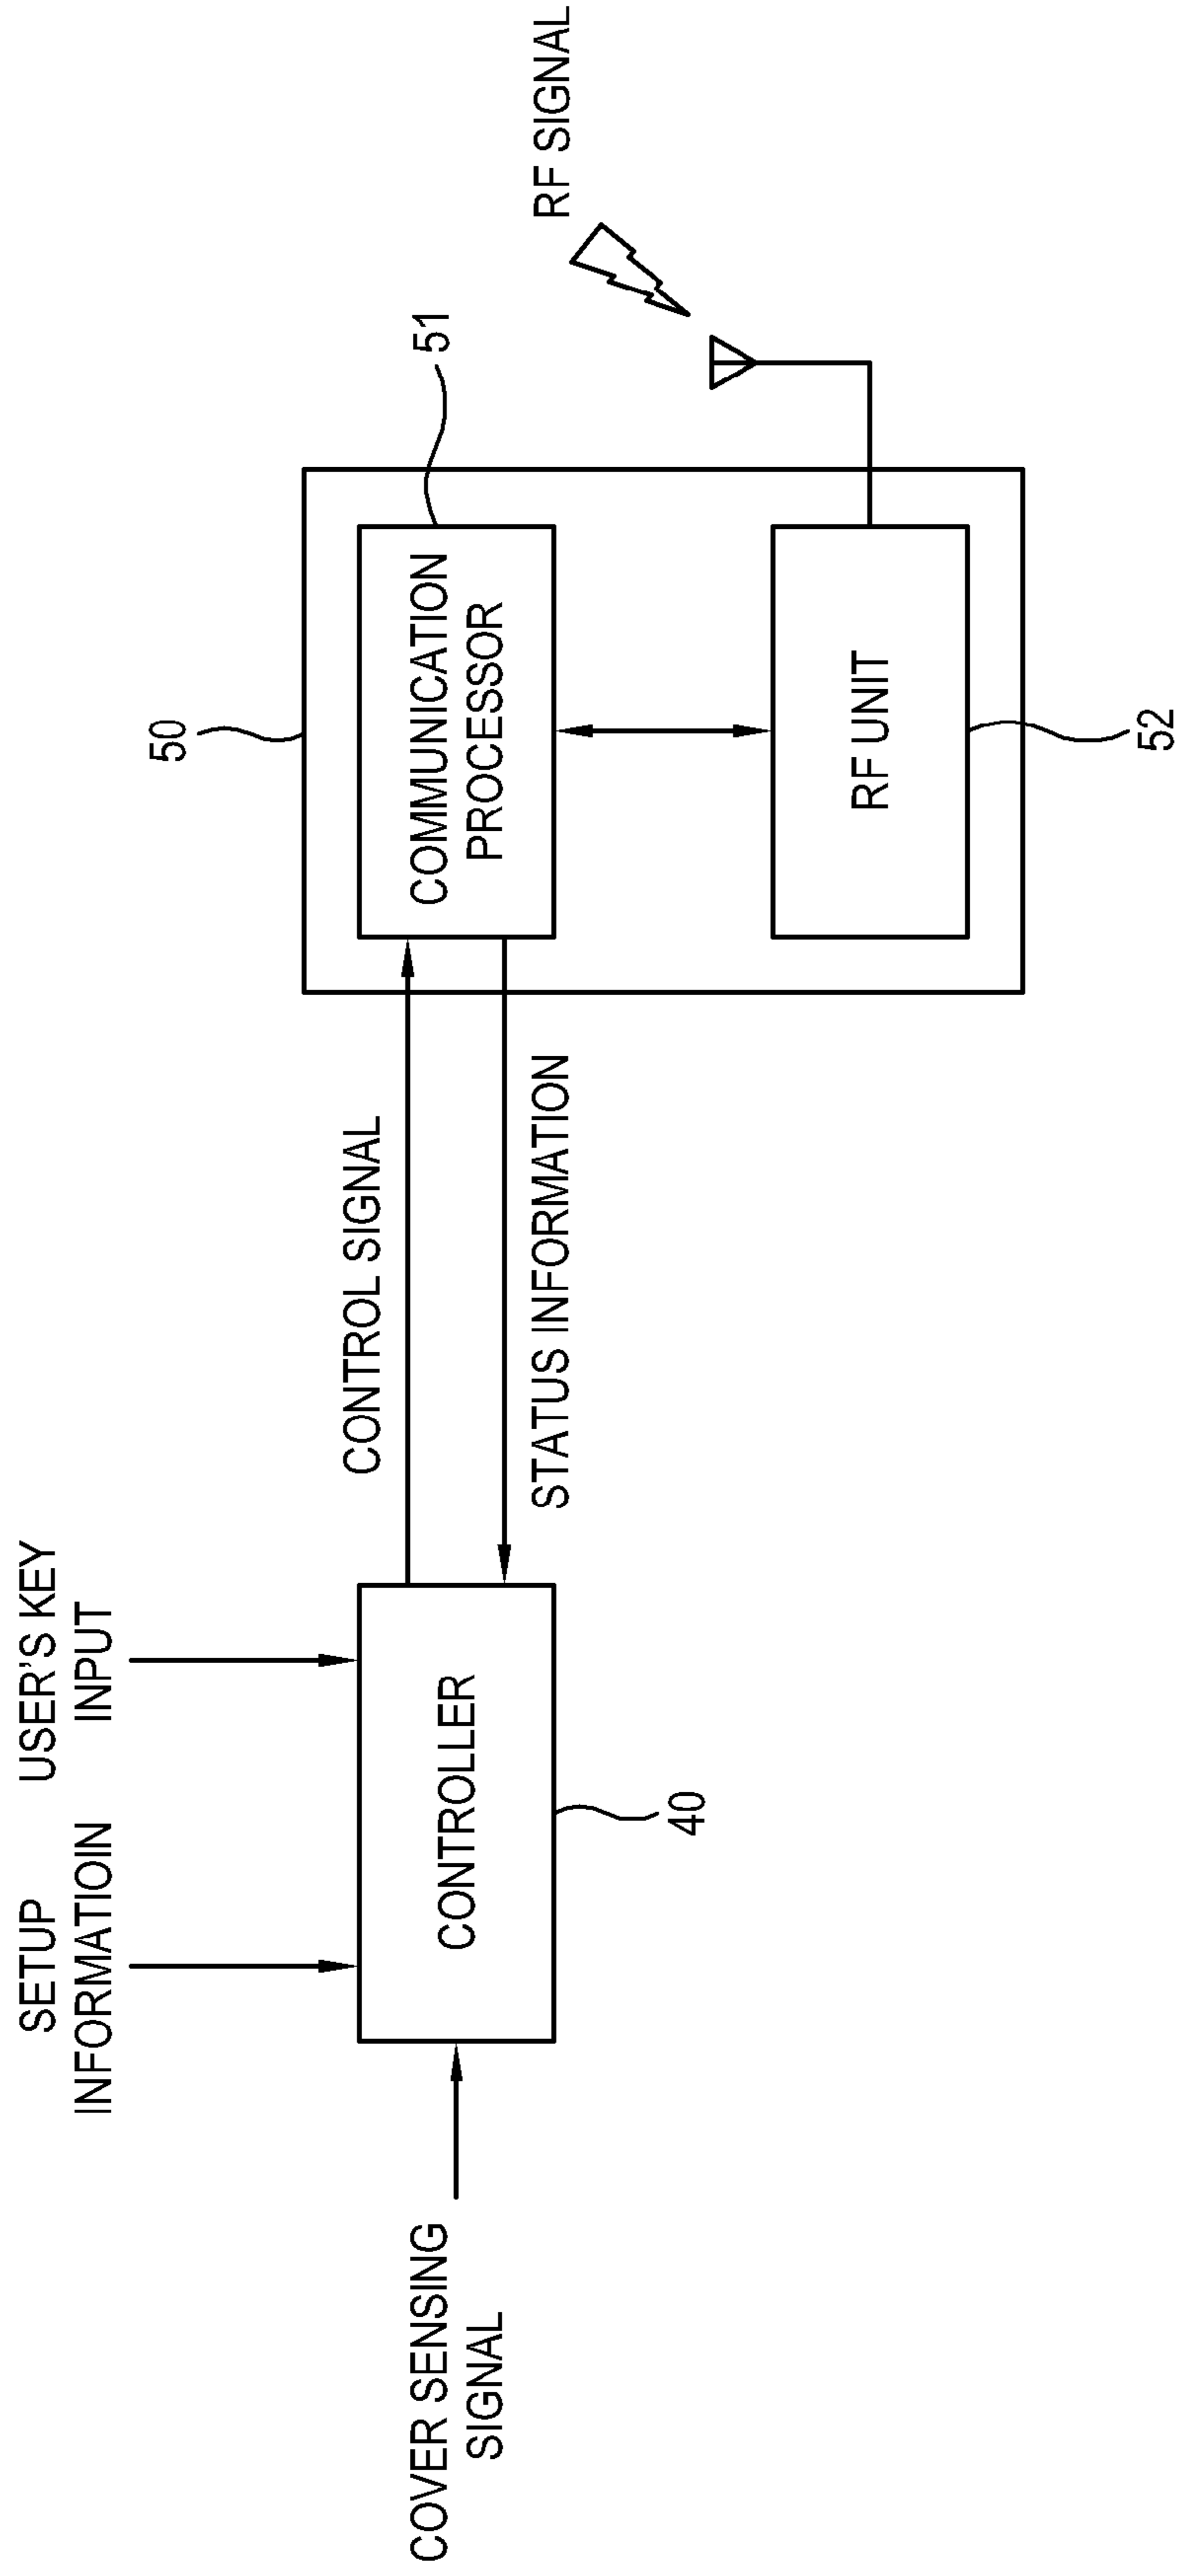 SETUP
INFORMATIOIN
USER'S KEY
INPUT
COVER SENSING
SIGNAL
CONTROLLER
40
CONTROL SIGNAL
STATUS INFORMATION
50
COMMUNICATION
PROCESSOR
51
RF UNIT
52
RF SIGNAL